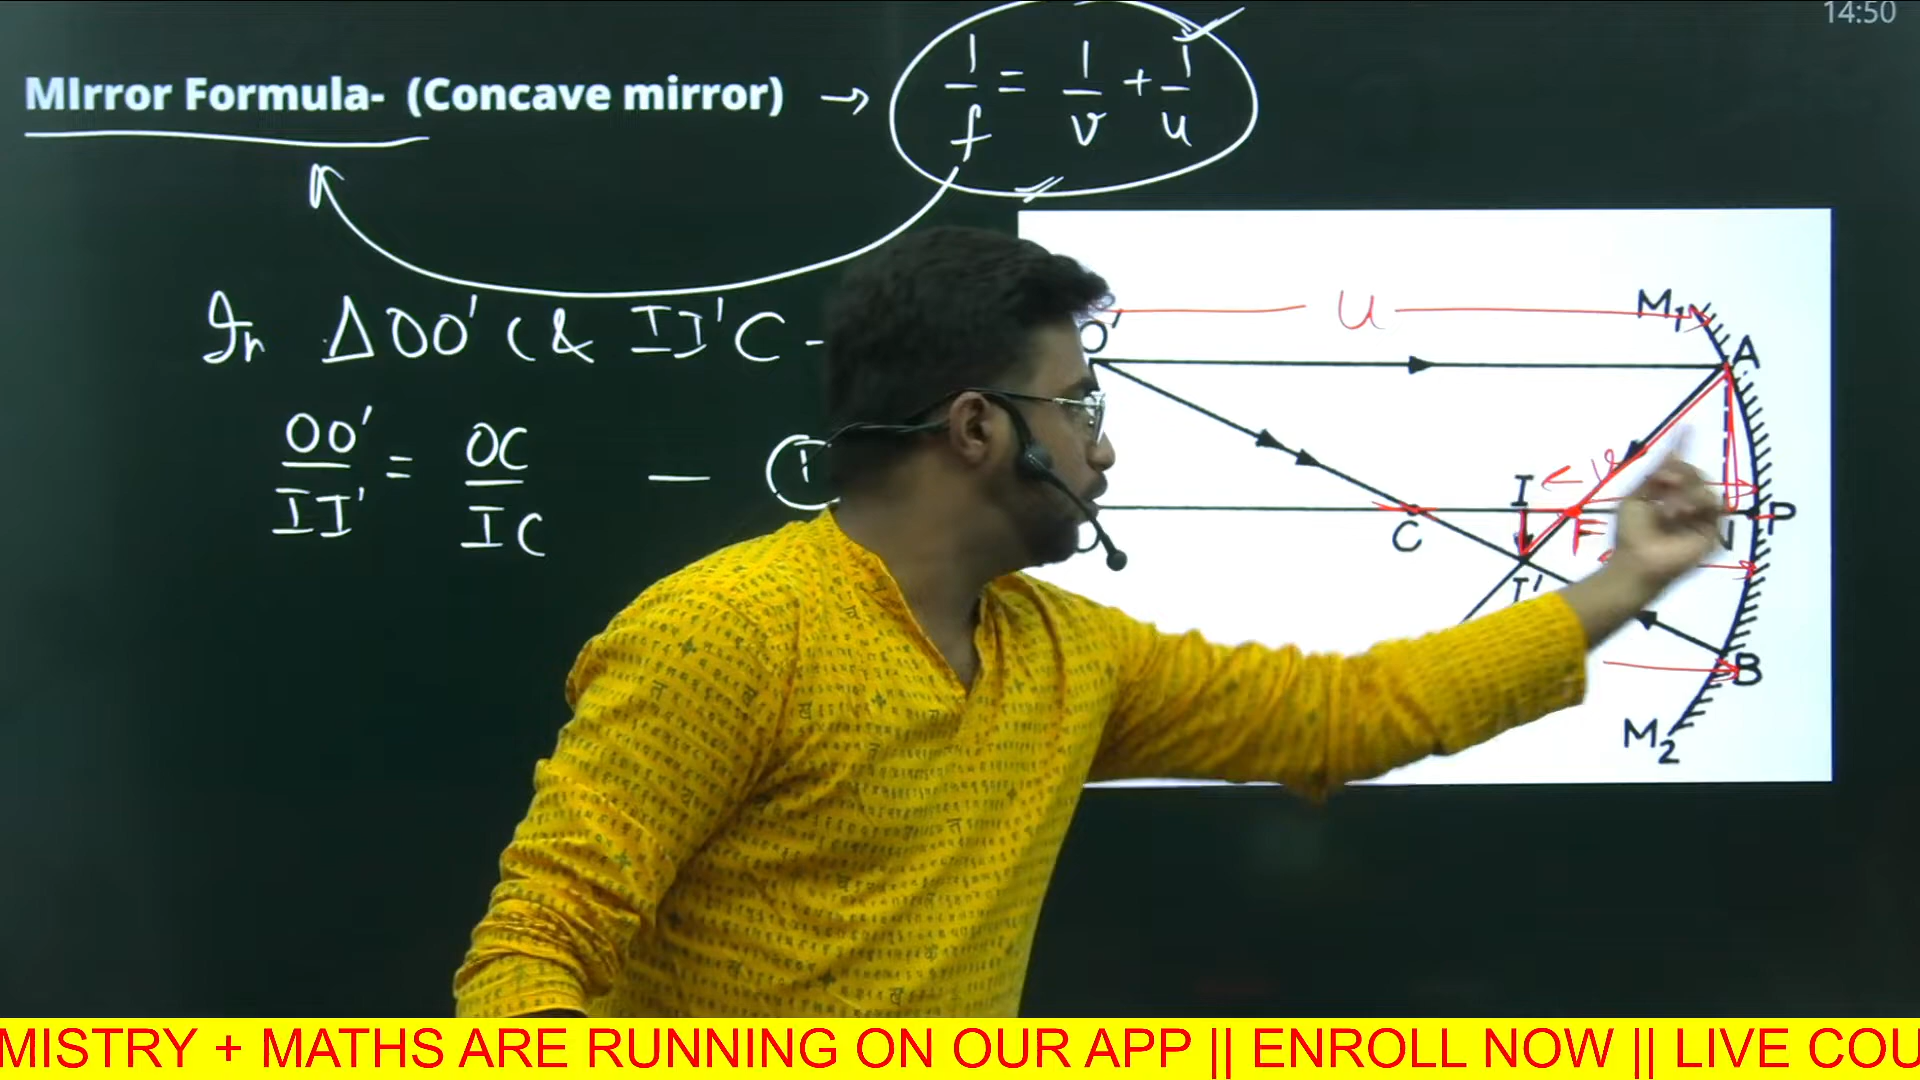 14:50
MIrror Formula- (Concave mirror) → 1/f = 1/v + 1/u
In ΔOO'C & II'C -
OO'/II' = OC/IC — 1
O'
u
M1
A
I
v
C
F
N
P
I'
B
M2
MISTRY + MATHS ARE RUNNING ON OUR APP || ENROLL NOW || LIVE COU